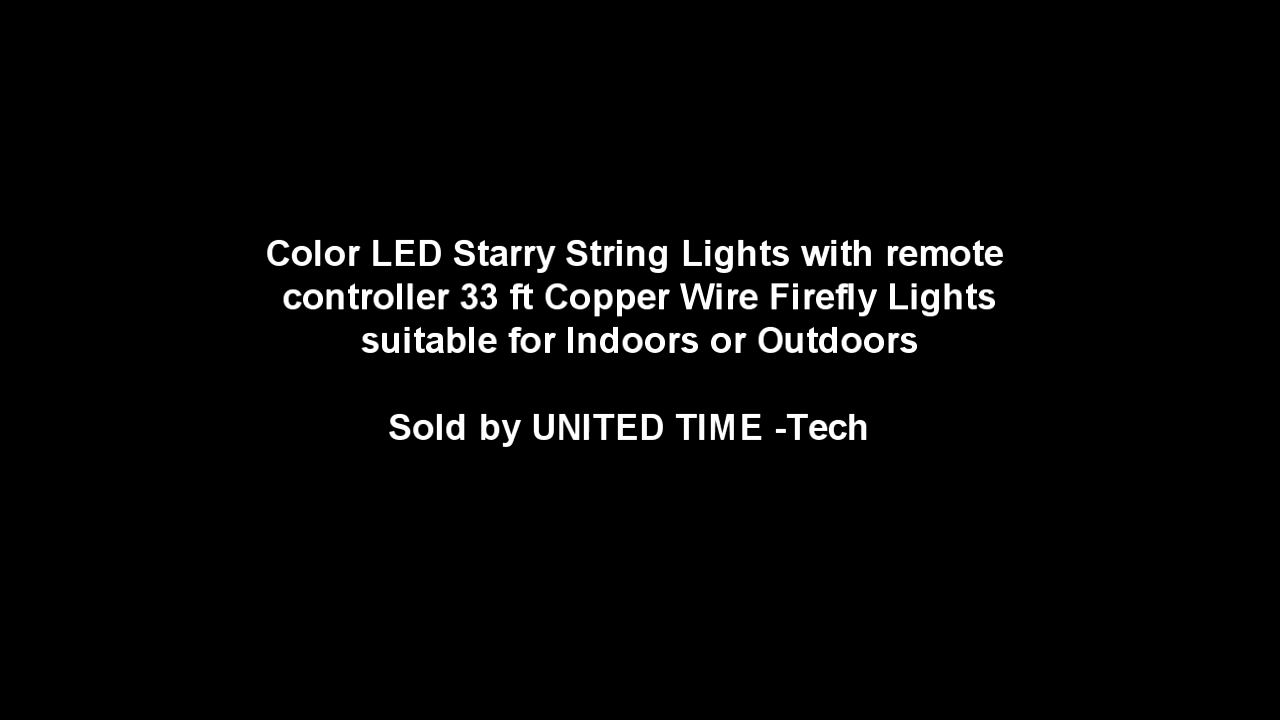 Color LED Starry String Lights with remote
controller 33 ft Copper Wire Firefly Lights
suitable for Indoors or Outdoors
Sold by UNITED TIME -Tech